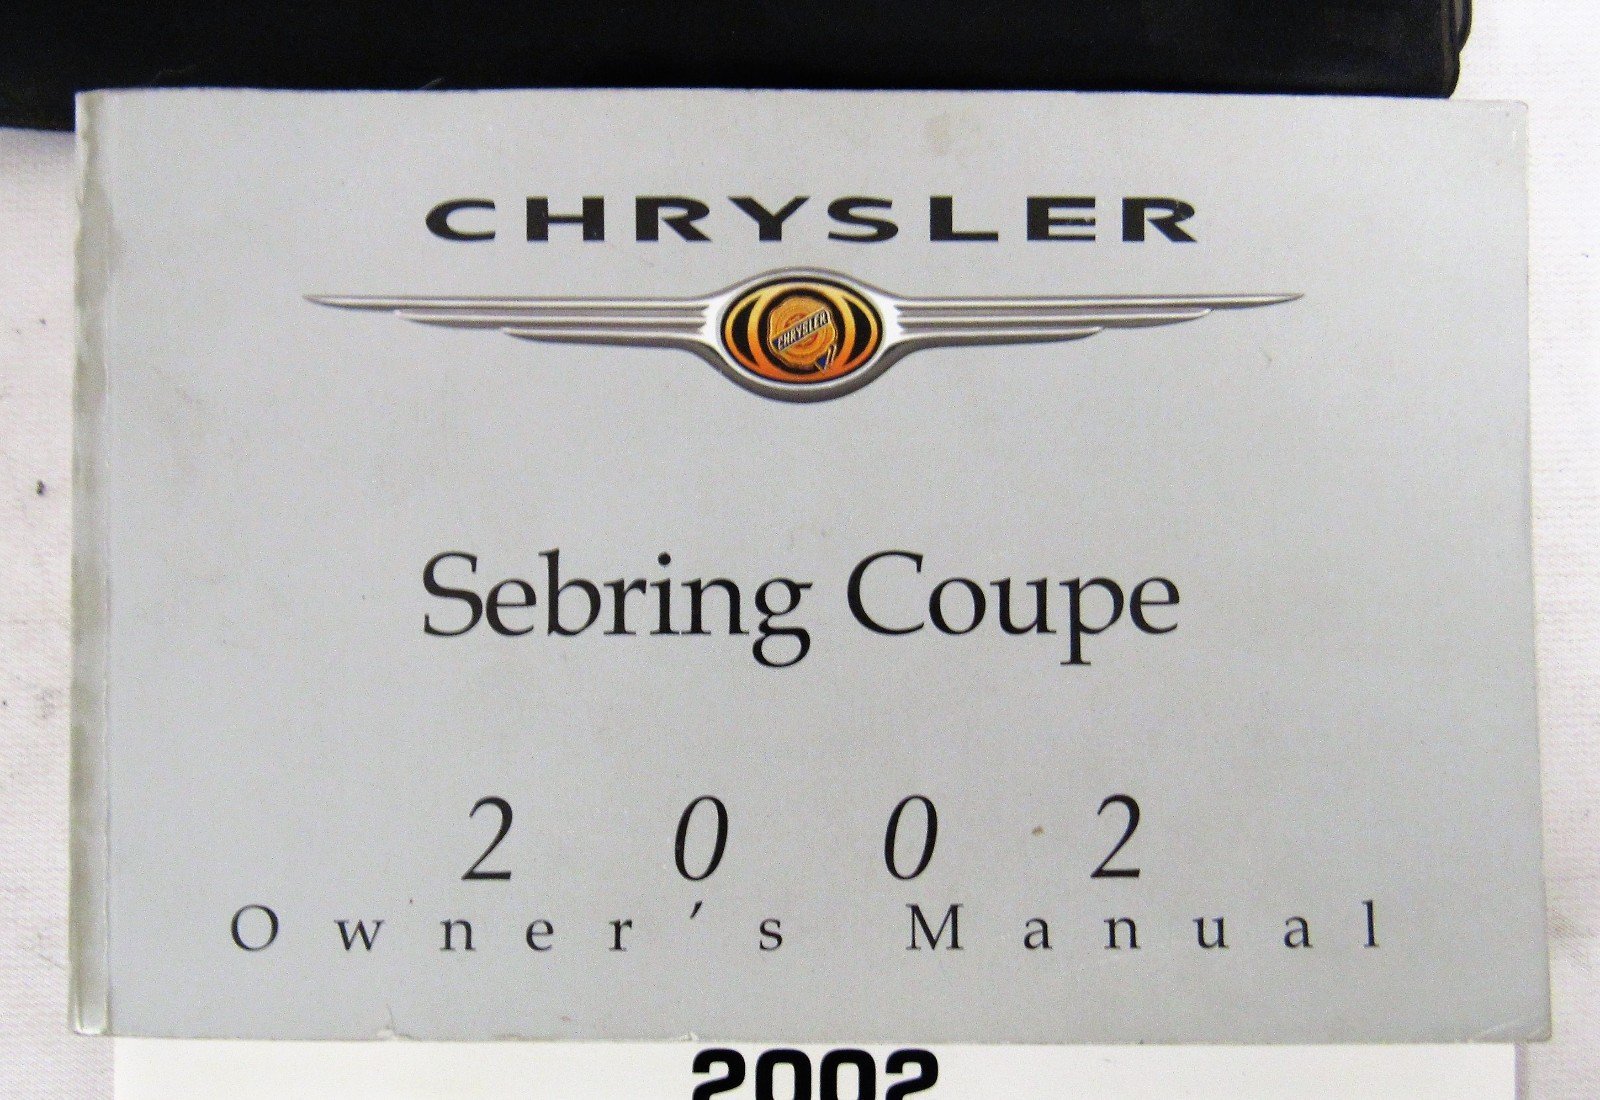 CHRYSLER
CHRYSLER
Sebring Coupe
2002
Owner's Manual
2002